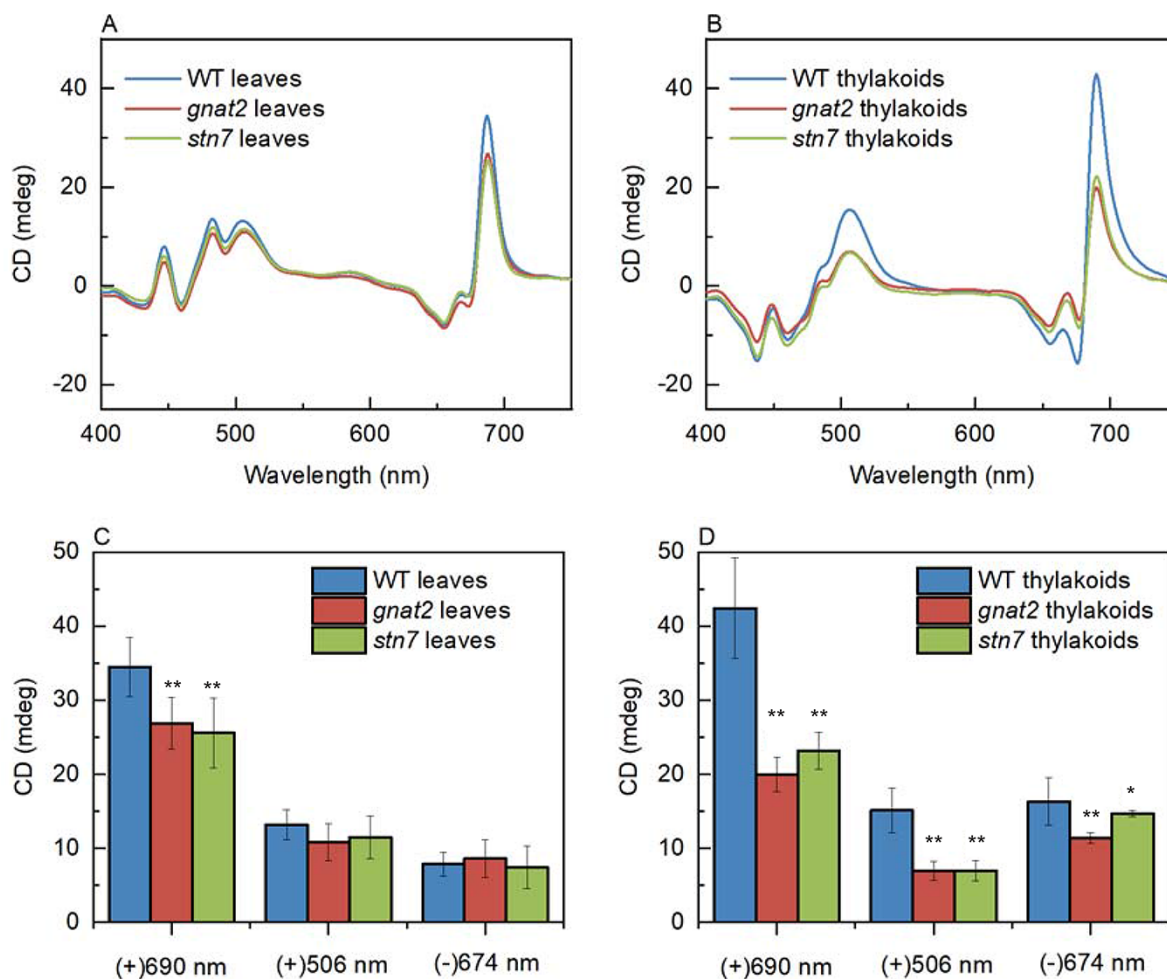 A
WT leaves
gnat2 leaves
stn7 leaves
CD (mdeg)
40
20
0
-20
400
500
600
700
Wavelength (nm)
B
WT thylakoids
gnat2 thylakoids
stn7 thylakoids
CD (mdeg)
40
20
0
-20
400
500
600
700
Wavelength (nm)
C
WT leaves
gnat2 leaves
stn7 leaves
CD (mdeg)
50
40
30
20
10
0
** **
(+)690 nm
(+)506 nm
(-)674 nm
D
WT thylakoids
gnat2 thylakoids
stn7 thylakoids
CD (mdeg)
50
40
30
20
10
0
** **
** **
** *
(+)690 nm
(+)506 nm
(-)674 nm